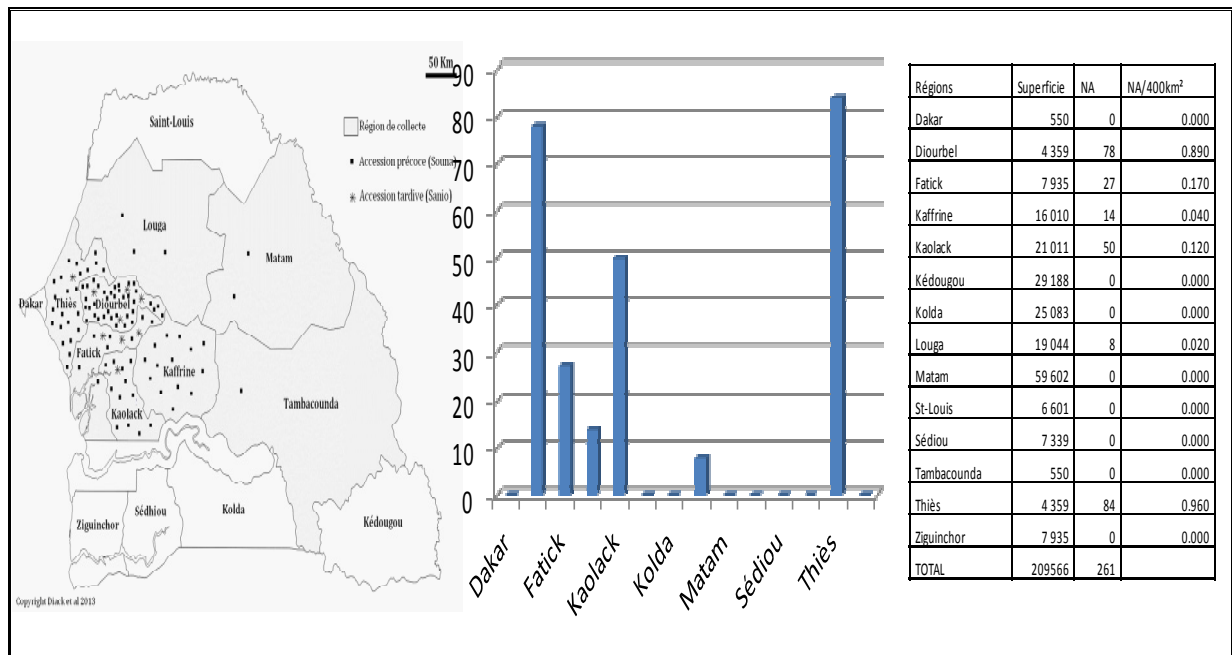 50 Km
Saint-Louis
Région de collecte
Accession précoce (Souna)
Accession tardive (Sanio)
Louga
Matam
Dakar
Thiès
Diourbel
Fatick
Kaffrine
Tambacounda
Kaolack
Ziguinchor
Sédhiou
Kolda
Kédougou
Copyright Diack et al 2013
90
80
70
60
50
40
30
20
10
0
Dakar
Fatick
Kaolack
Kolda
Matam
Sédiou
Thiès
Régions Superficie NA NA/400km²
Dakar 550 0 0.000
Diourbel 4 359 78 0.890
Fatick 7 935 27 0.170
Kaffrine 16 010 14 0.040
Kaolack 21 011 50 0.120
Kédougou 29 188 0 0.000
Kolda 25 083 0 0.000
Louga 19 044 8 0.020
Matam 59 602 0 0.000
St-Louis 6 601 0 0.000
Sédiou 7 339 0 0.000
Tambacounda 550 0 0.000
Thiès 4 359 84 0.960
Ziguinchor 7 935 0 0.000
TOTAL 209566 261